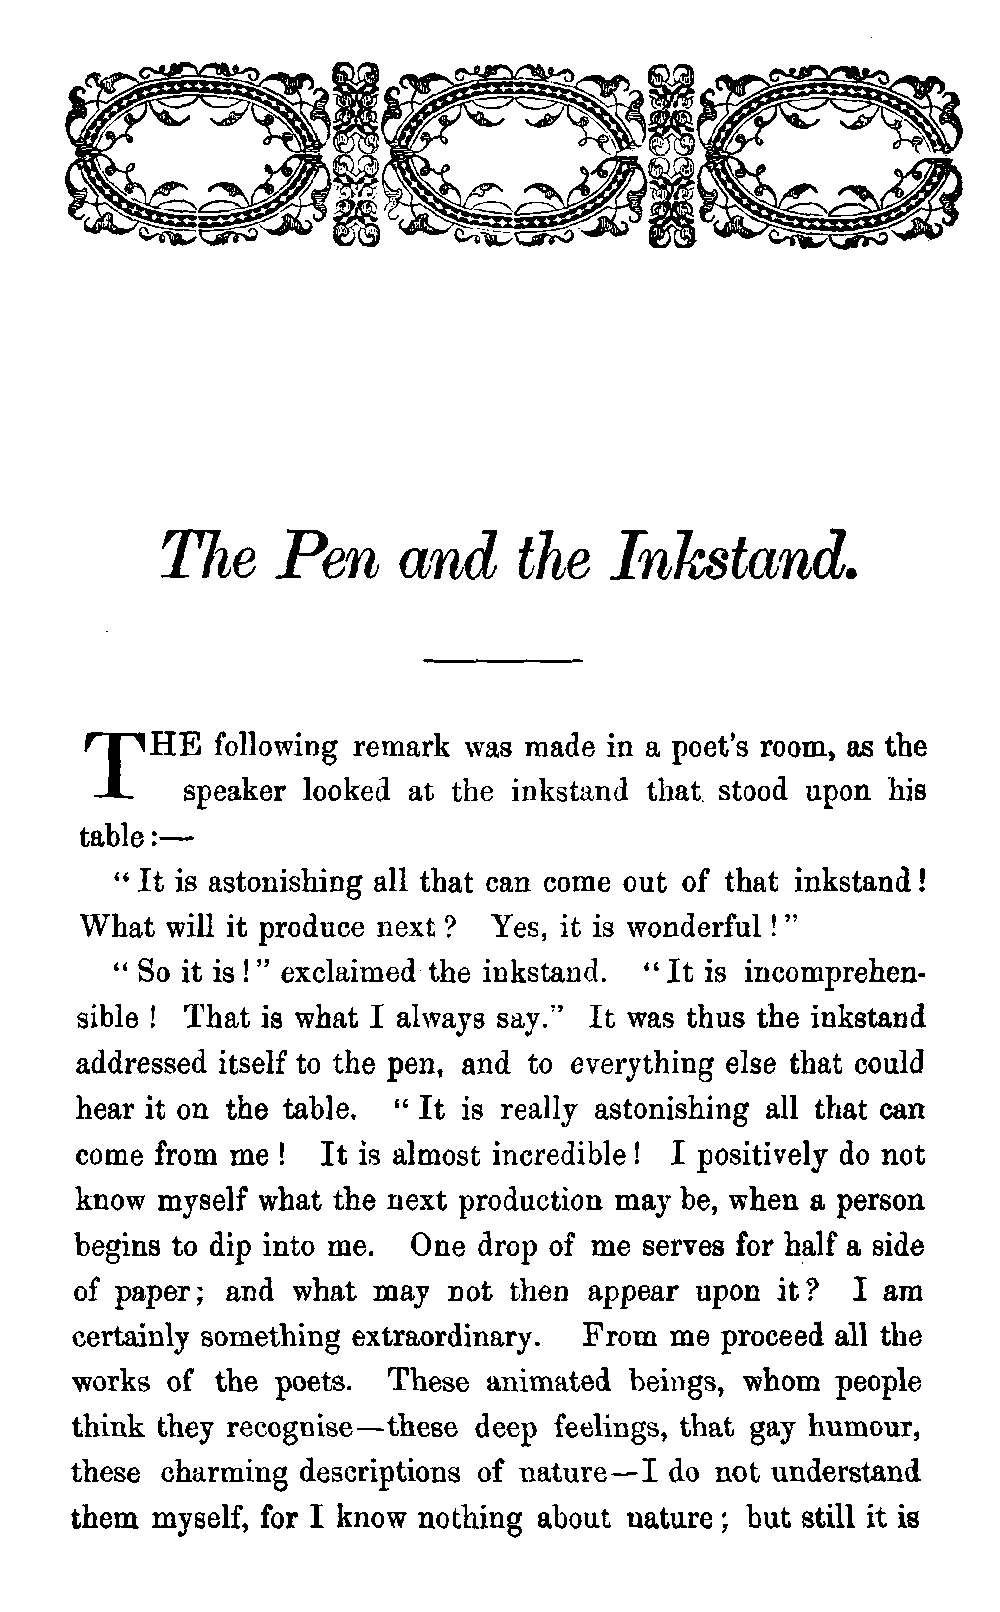 The Pen and the Inkstand.
THE following remark was made in a poet's room, as the
speaker looked at the inkstand that stood upon his
table:—
"It is astonishing all that can come out of that inkstand!
What will it produce next? Yes, it is wonderful!"
"So it is!" exclaimed the inkstand. "It is incomprehen-
sible! That is what I always say." It was thus the inkstand
addressed itself to the pen, and to everything else that could
hear it on the table. "It is really astonishing all that can
come from me! It is almost incredible! I positively do not
know myself what the next production may be, when a person
begins to dip into me. One drop of me serves for half a side
of paper; and what may not then appear upon it? I am
certainly something extraordinary. From me proceed all the
works of the poets. These animated beings, whom people
think they recognise—these deep feelings, that gay humour,
these charming descriptions of nature—I do not understand
them myself, for I know nothing about nature; but still it is